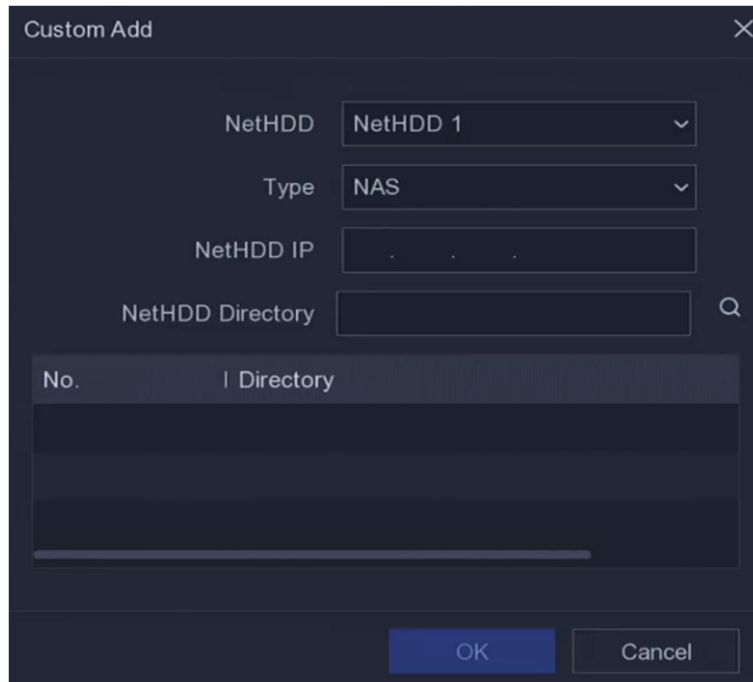 Custom Add
NetHDD NetHDD 1
Type NAS
NetHDD IP . . .
NetHDD Directory
No. Directory
OK Cancel